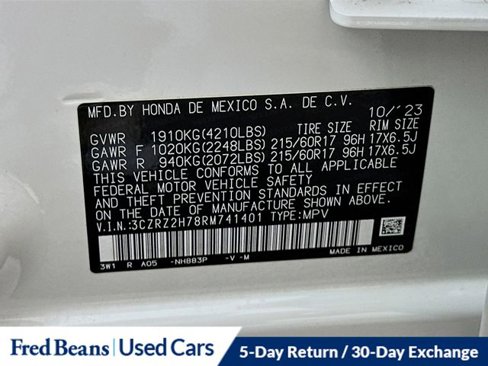 MFD.BY HONDA DE MEXICO S.A. DE C.V.
10/'23
GVWR 1910KG(4210LBS) TIRE SIZE RIM SIZE
GAWR F 1020KG(2248LBS) 215/60R17 96H 17X6.5J
GAWR R 940KG(2072LBS) 215/60R17 96H 17X6.5J
THIS VEHICLE CONFORMS TO ALL APPLICABLE
FEDERAL MOTOR VEHICLE SAFETY
AND THEFT PREVENTION STANDARDS IN EFFECT ON
THE DATE OF MANUFACTURE SHOWN ABOVE.
V.I.N.:3CZRZ2H78RM741401 TYPE:MPV
3W1 R A05 -NH883P -V -M
MADE IN MEXICO
Fred Beans Used Cars
5-Day Return / 30-Day Exchange